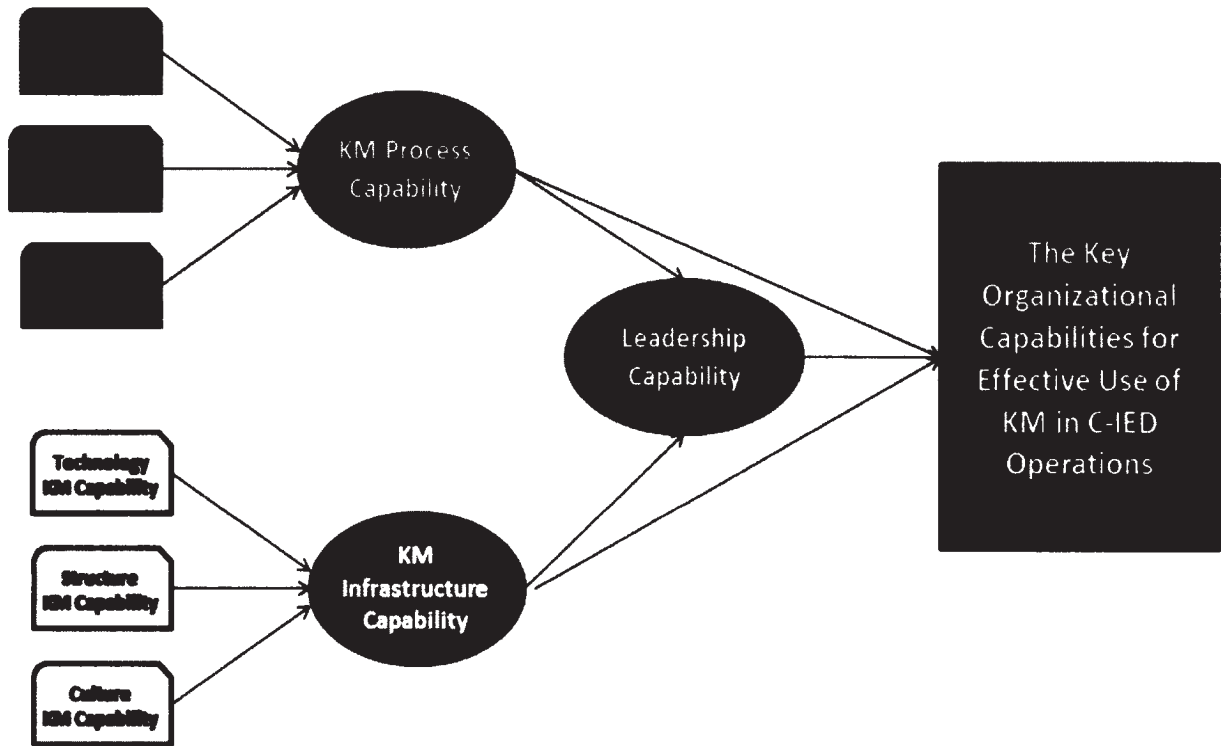 KM Process
Capability
Leadership
Capability
The Key
Organizational
Capabilities for
Effective Use of
KM in C-IED
Operations
Technology
KM Capability
Structure
KM Capability
Culture
KM Capability
KM
Infrastructure
Capability